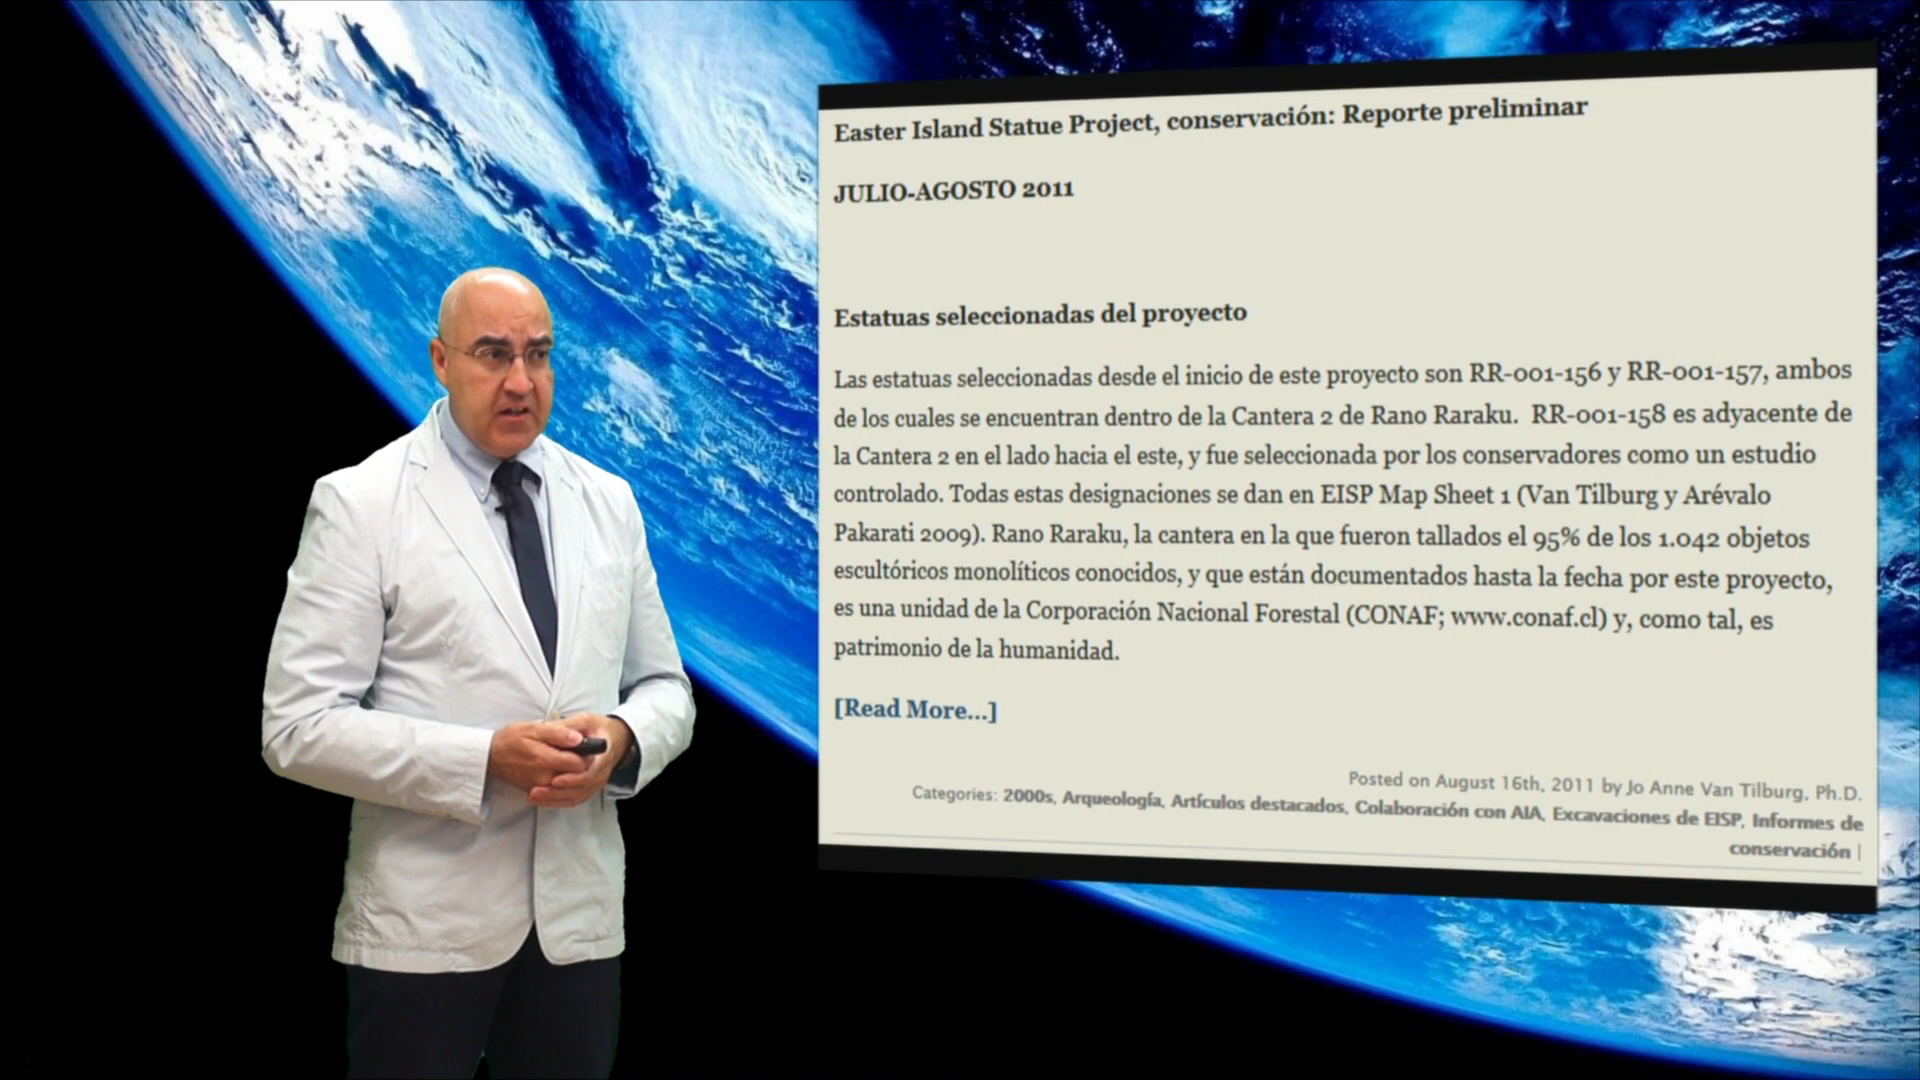 Easter Island Statue Project, conservación: Reporte preliminar
JULIO-AGOSTO 2011
Estatuas seleccionadas del proyecto
Las estatuas seleccionadas desde el inicio de este proyecto son RR-001-156 y RR-001-157, ambos
de los cuales se encuentran dentro de la Cantera 2 de Rano Raraku. RR-001-158 es adyacente de
la Cantera 2 en el lado hacia el este, y fue seleccionada por los conservadores como un estudio
controlado. Todas estas designaciones se dan en EISP Map Sheet 1 (Van Tilburg y Arévalo
Pakarati 2009). Rano Raraku, la cantera en la que fueron tallados el 95% de los 1.042 objetos
escultóricos monolíticos conocidos, y que están documentados hasta la fecha por este proyecto,
es una unidad de la Corporación Nacional Forestal (CONAF; www.conaf.cl) y, como tal, es
patrimonio de la humanidad.
[Read More...]
Posted on August 16th, 2011 by Jo Anne Van Tilburg, Ph.D.
Categories: 2000s, Arqueología, Artículos destacados, Colaboración con AIA, Excavaciones de EISP, Informes de
conservación |